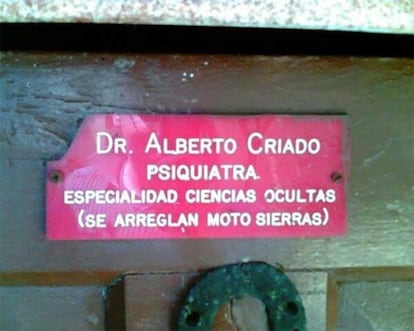 DR. ALBERTO CRIADO
PSIQUIATRA.
ESPECIALIDAD CIENCIAS OCULTAS
(SE ARREGLAN MOTO SIERRAS)